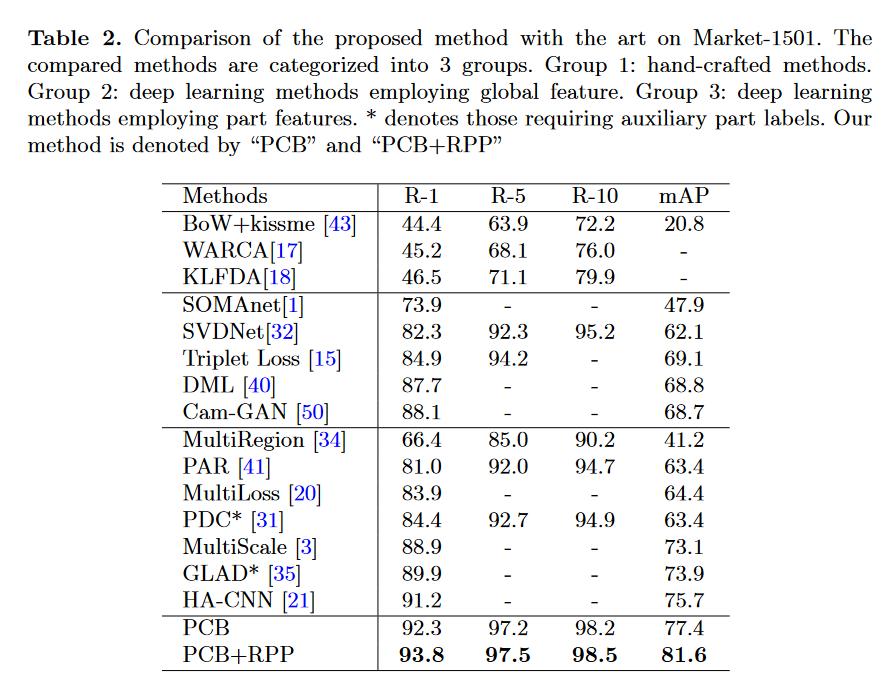 Table 2. Comparison of the proposed method with the art on Market-1501. The
compared methods are categorized into 3 groups. Group 1: hand-crafted methods.
Group 2: deep learning methods employing global feature. Group 3: deep learning
methods employing part features. * denotes those requiring auxiliary part labels. Our
method is denoted by “PCB” and “PCB+RPP”
Methods R-1 R-5 R-10 mAP
BoW+kissme [43] 44.4 63.9 72.2 20.8
WARCA[17] 45.2 68.1 76.0 -
KLFDA[18] 46.5 71.1 79.9 -
SOMAnet[1] 73.9 - - 47.9
SVDNet[32] 82.3 92.3 95.2 62.1
Triplet Loss [15] 84.9 94.2 - 69.1
DML [40] 87.7 - - 68.8
Cam-GAN [50] 88.1 - - 68.7
MultiRegion [34] 66.4 85.0 90.2 41.2
PAR [41] 81.0 92.0 94.7 63.4
MultiLoss [20] 83.9 - - 64.4
PDC* [31] 84.4 92.7 94.9 63.4
MultiScale [3] 88.9 - - 73.1
GLAD* [35] 89.9 - - 73.9
HA-CNN [21] 91.2 - - 75.7
PCB 92.3 97.2 98.2 77.4
PCB+RPP 93.8 97.5 98.5 81.6